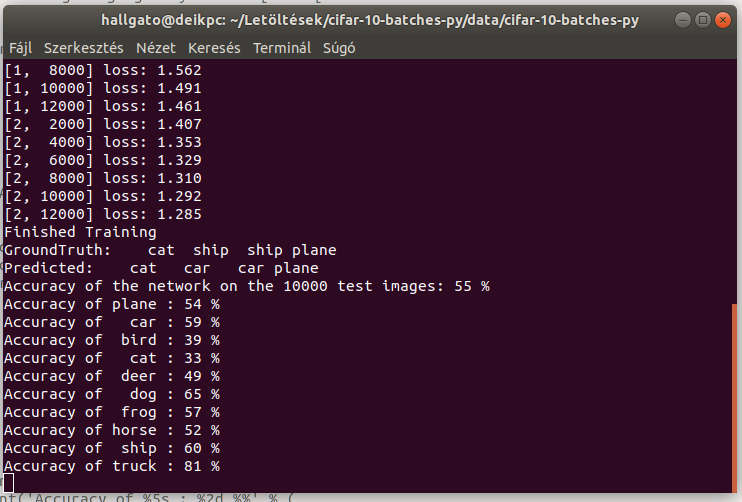 hallgato@deikpc: ~/Letöltések/cifar-10-batches-py/data/cifar-10-batches-py
Fájl Szerkesztés Nézet Keresés Terminál Súgó
[1,  8000] loss: 1.562
[1, 10000] loss: 1.491
[1, 12000] loss: 1.461
[2,  2000] loss: 1.407
[2,  4000] loss: 1.353
[2,  6000] loss: 1.329
[2,  8000] loss: 1.310
[2, 10000] loss: 1.292
[2, 12000] loss: 1.285
Finished Training
GroundTruth:    cat  ship  ship plane
Predicted:    cat   car   car plane
Accuracy of the network on the 10000 test images: 55 %
Accuracy of plane : 54 %
Accuracy of   car : 59 %
Accuracy of  bird : 39 %
Accuracy of   cat : 33 %
Accuracy of  deer : 49 %
Accuracy of   dog : 65 %
Accuracy of  frog : 57 %
Accuracy of horse : 52 %
Accuracy of  ship : 60 %
Accuracy of truck : 81 %
nt('Accuracy of %5s : %2d %%' % (